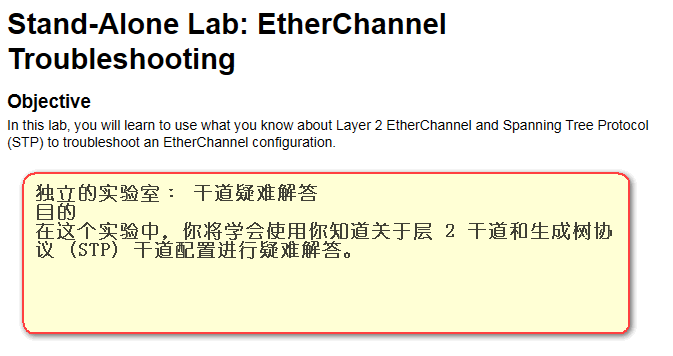 Stand-Alone Lab: EtherChannel
Troubleshooting
Objective
In this lab, you will learn to use what you know about Layer 2 EtherChannel and Spanning Tree Protocol
(STP) to troubleshoot an EtherChannel configuration.
独立的实验室： 干道疑难解答
目的
在这个实验中，你将学会使用你知道关于层 2 干道和生成树协
议 (STP) 干道配置进行疑难解答。